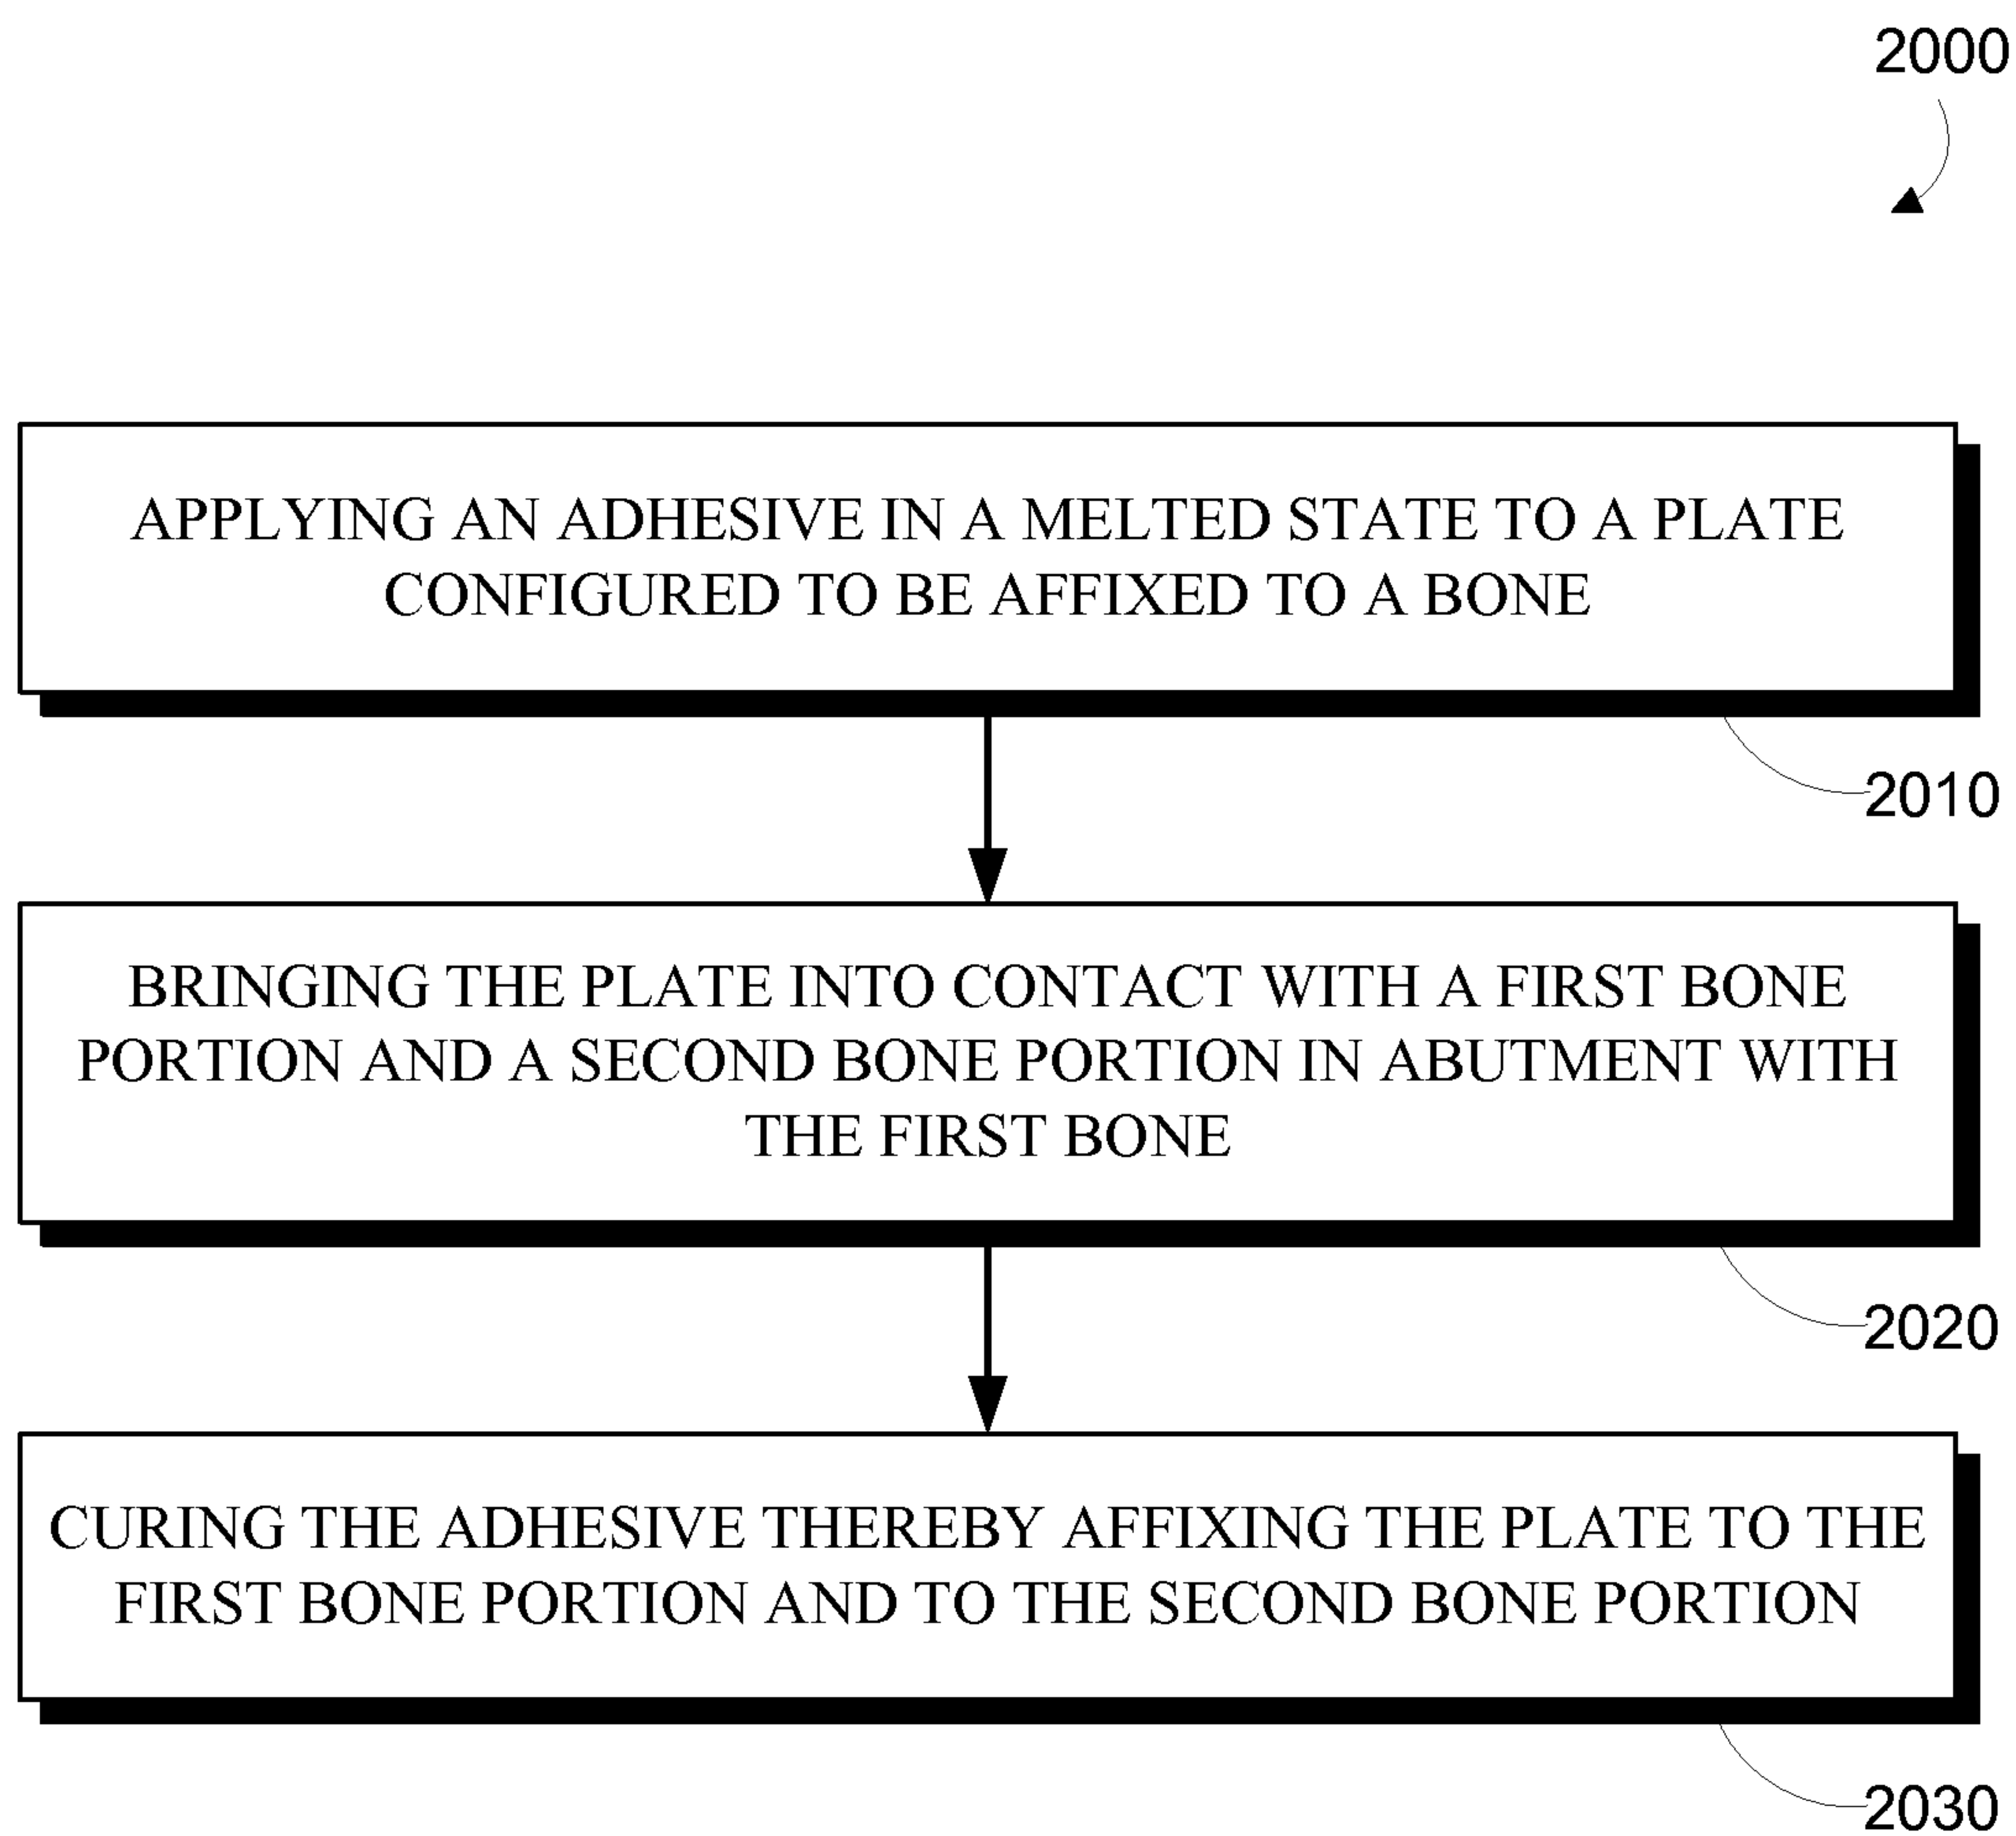 2000
APPLYING AN ADHESIVE IN A MELTED STATE TO A PLATE
CONFIGURED TO BE AFFIXED TO A BONE
2010
BRINGING THE PLATE INTO CONTACT WITH A FIRST BONE
PORTION AND A SECOND BONE PORTION IN ABUTMENT WITH
THE FIRST BONE
2020
CURING THE ADHESIVE THEREBY AFFIXING THE PLATE TO THE
FIRST BONE PORTION AND TO THE SECOND BONE PORTION
2030